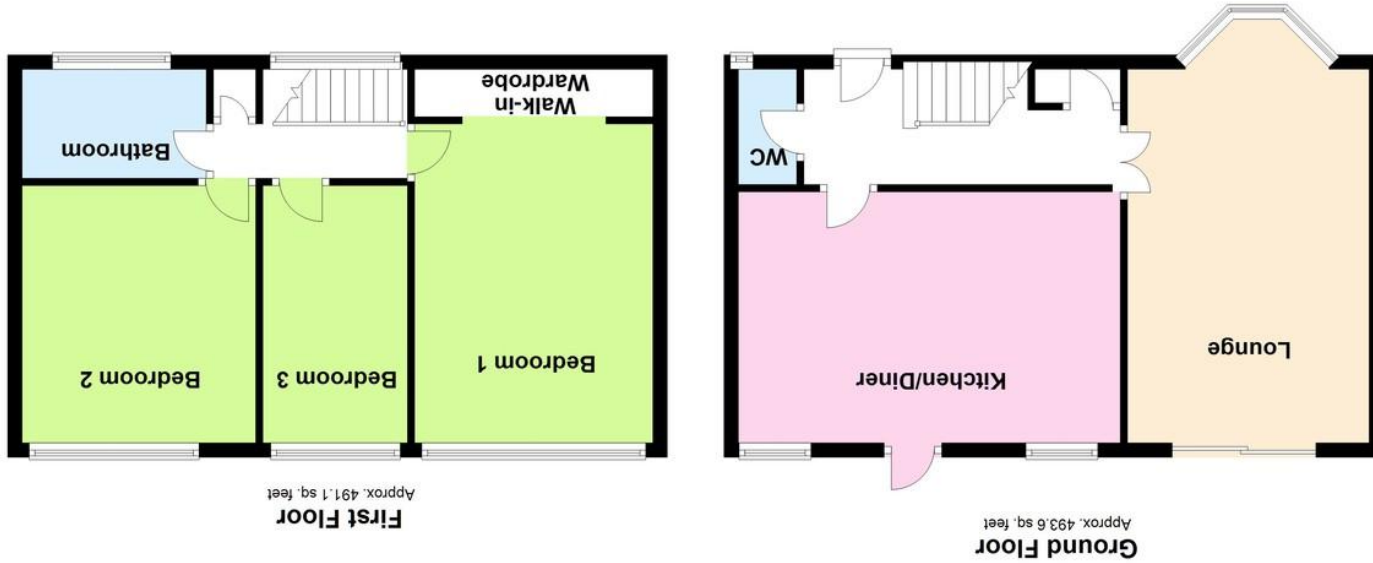 Ground Floor
Approx. 493.6 sq. feet
Lounge
Kitchen/Diner
WC
First Floor
Approx. 491.1 sq. feet
Bedroom 1
Bedroom 3
Bedroom 2
Bathroom
Walk-in
Wardrobe